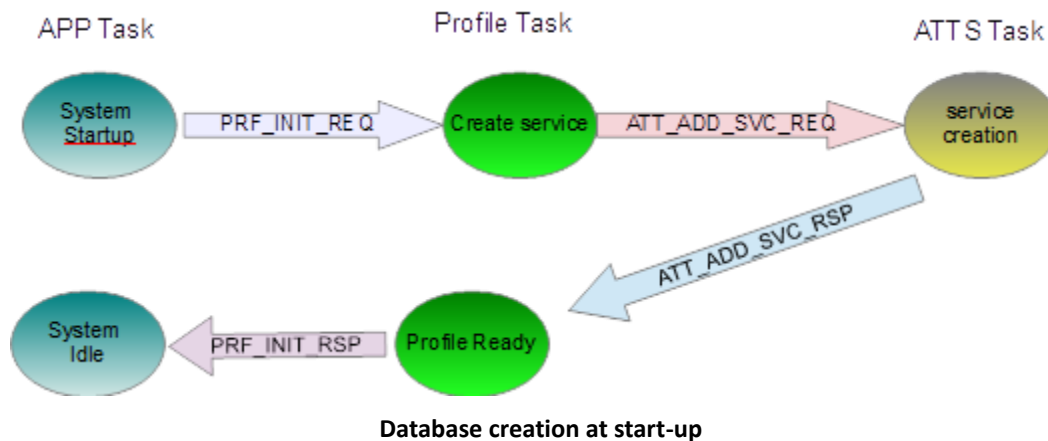 APP Task
Profile Task
ATTS Task
System
Startup
PRF_INIT_REQ
Create service
ATT_ADD_SVC_REQ
service
creation
ATT_ADD_SVC_RSP
System
Idle
PRF_INIT_RSP
Profile Ready
Database creation at start-up